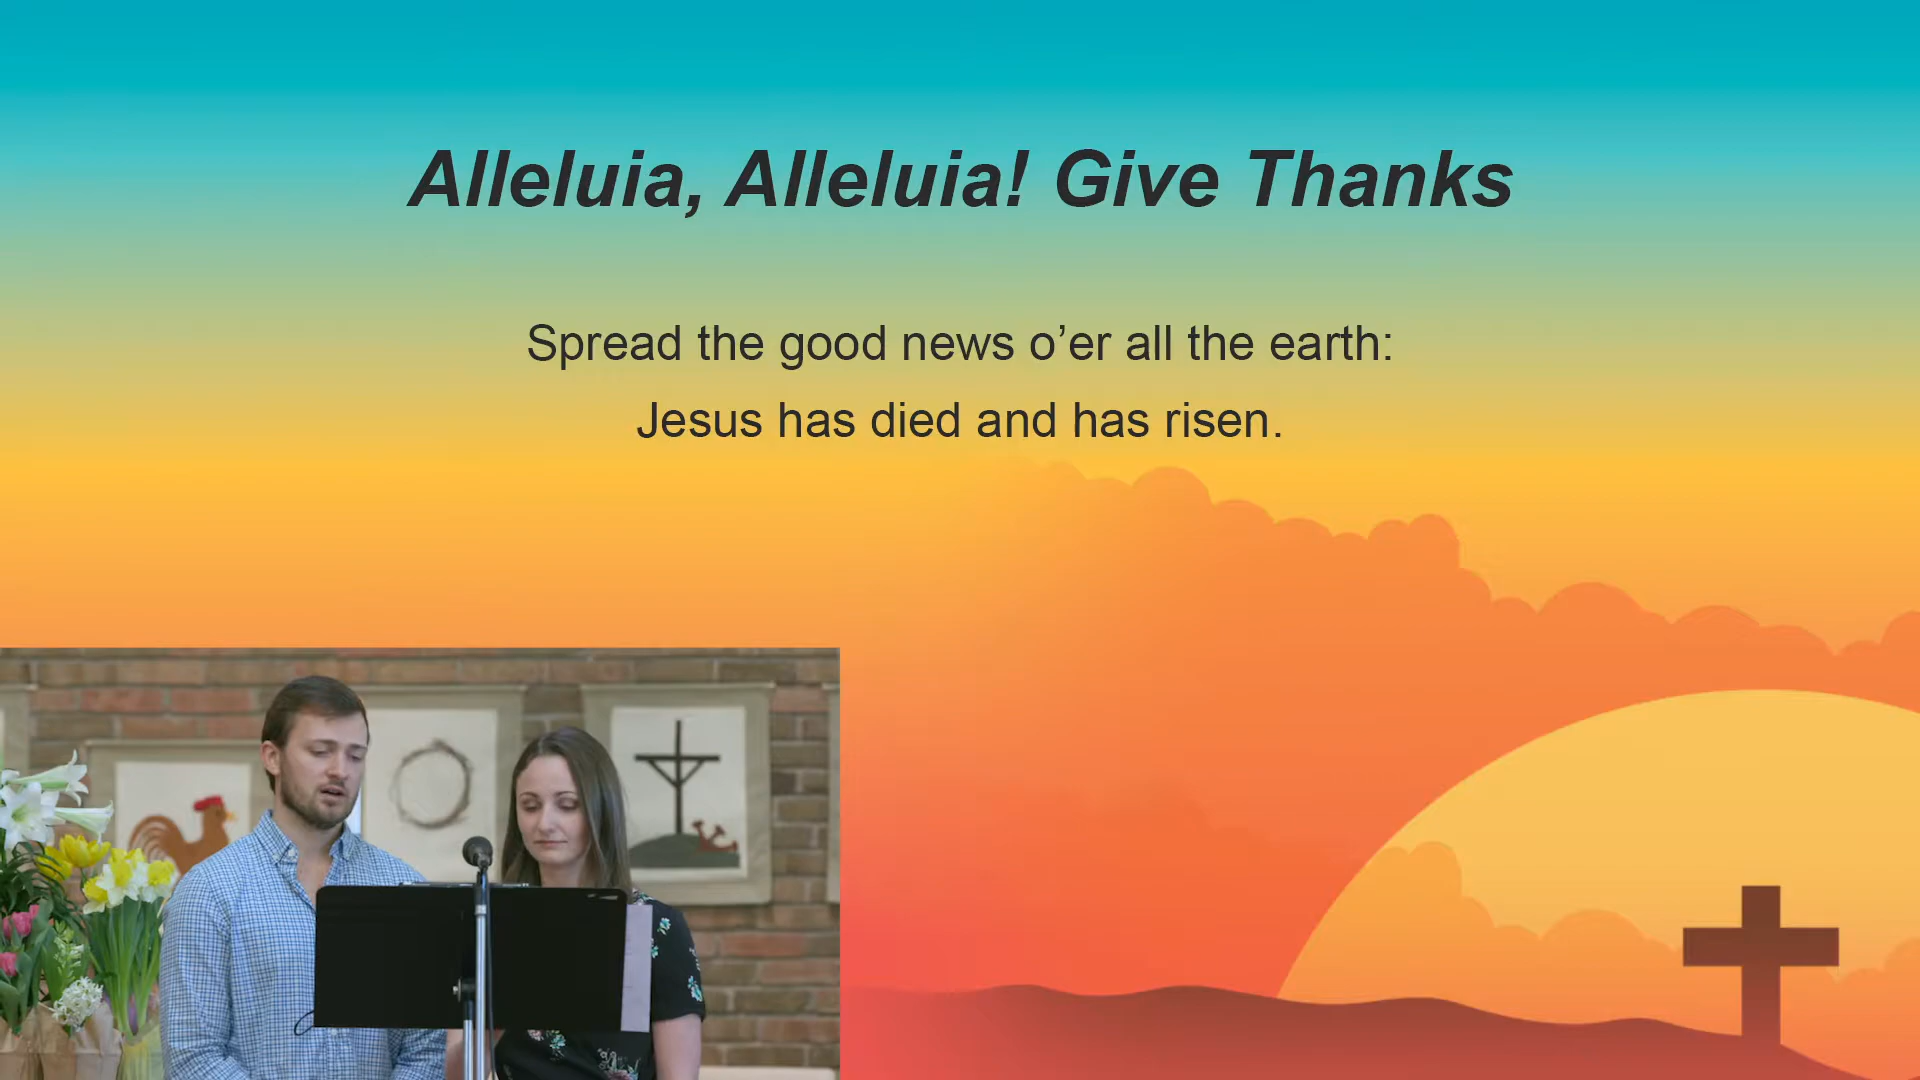 Alleluia, Alleluia! Give Thanks
Spread the good news o’er all the earth:
Jesus has died and has risen.